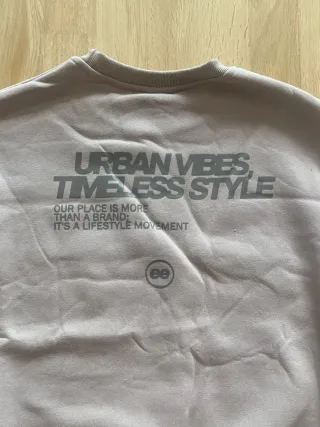 URBAN VIBES,
TIMELESS STYLE
OUR PLACE IS MORE
THAN A BRAND;
IT'S A LIFESTYLE MOVEMENT
ee